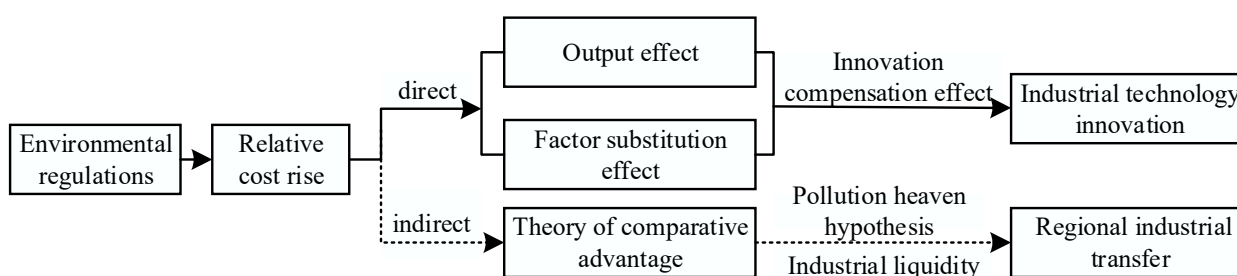 Environmental
regulations
Relative
cost rise
direct
indirect
Output effect
Factor substitution
effect
Theory of comparative
advantage
Innovation
compensation effect
Pollution heaven
hypothesis
Industrial liquidity
Industrial technology
innovation
Regional industrial
transfer